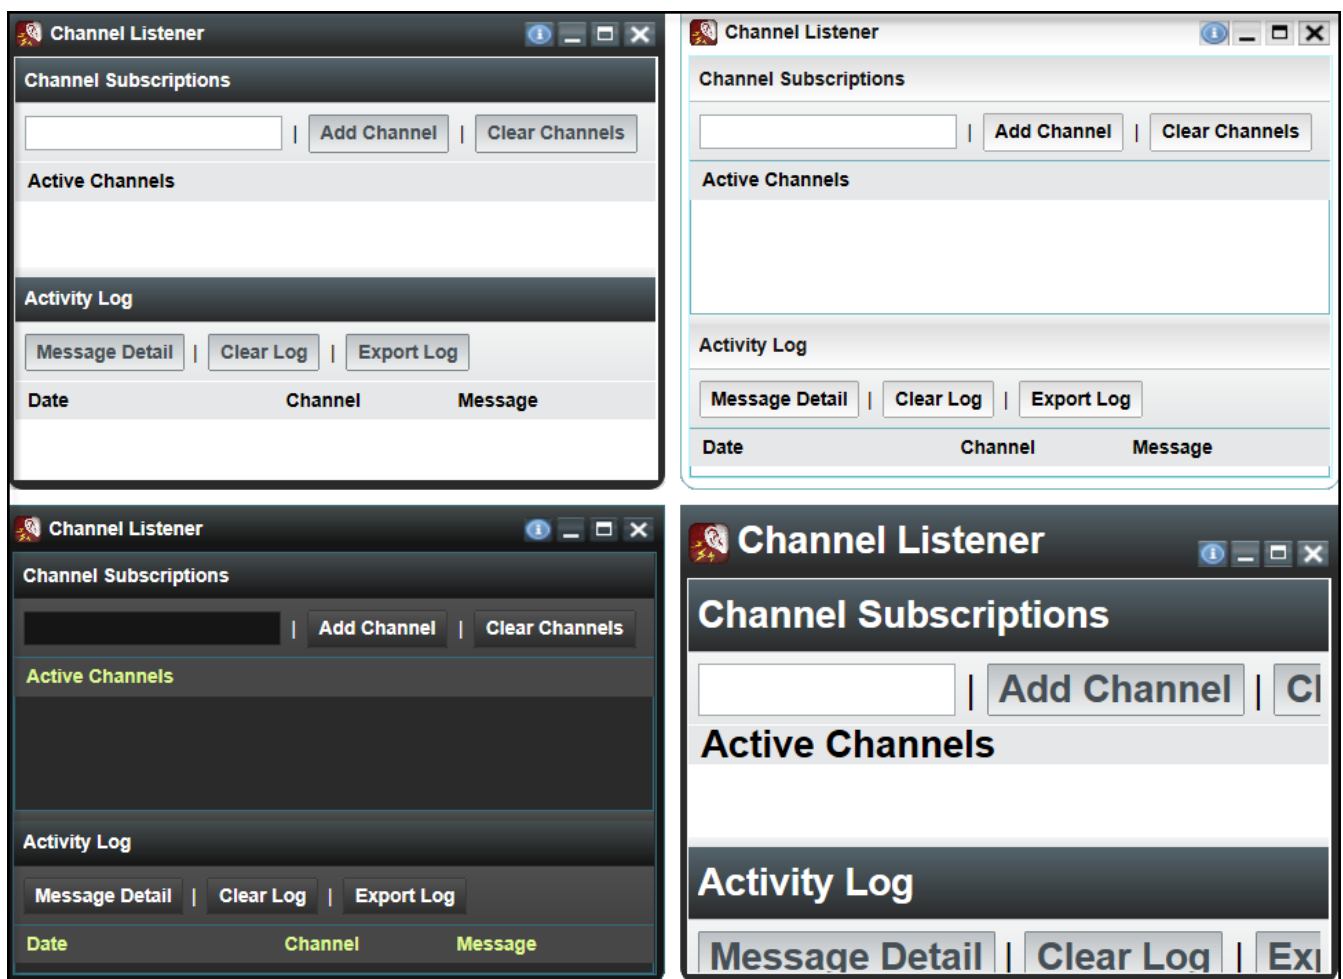 Channel Listener
Channel Subscriptions
| Add Channel | Clear Channels
Active Channels
Activity Log
Message Detail | Clear Log | Export Log
Date Channel Message
Channel Listener
Channel Subscriptions
| Add Channel | Clear Channels
Active Channels
Activity Log
Message Detail | Clear Log | Export Log
Date Channel Message
Channel Listener
Channel Subscriptions
| Add Channel | Clear Channels
Active Channels
Activity Log
Message Detail | Clear Log | Export Log
Date Channel Message
Channel Listener
Channel Subscriptions
| Add Channel | Cl
Active Channels
Activity Log
Message Detail | Clear Log | Exp